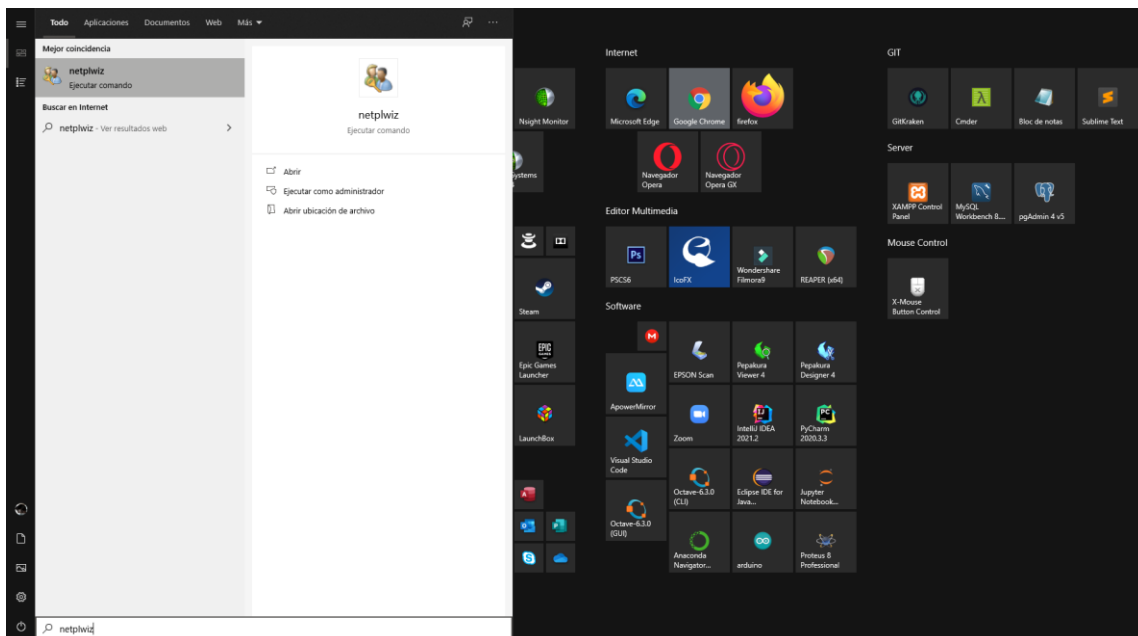 Todo
Aplicaciones
Documentos
Web
Más
...
Mejor coincidencia
netplwiz
Ejecutar comando
Buscar en Internet
netplwiz - Ver resultados web
netplwiz
Ejecutar comando
Abrir
Ejecutar como administrador
Abrir ubicación de archivo
netplwiz
Nsight Monitor
ystems
Steam
Epic Games
Launcher
LaunchBox
Internet
Microsoft Edge
Google Chrome
firefox
Navegador
Opera
Navegador
Opera GX
Editor Multimedia
Ps
PSCS6
IcoFX
Wondershare
Filmora9
REAPER (x64)
Software
EPSON Scan
Pepakura
Viewer 4
Pepakura
Designer 4
ApowerMirror
Zoom
IntelliJ IDEA
2021.2
PyCharm
2020.3.3
Visual Studio
Code
Octave-6.3.0
(CLI)
Eclipse IDE for
Java...
Jupyter
Notebook...
Octave-6.3.0
(GUI)
Anaconda
Navigator...
arduino
Proteus 8
Professional
GIT
GitKraken
Cmder
Bloc de notas
Sublime Text
Server
XAMPP Control
Panel
MySQL
Workbench 8....
pgAdmin 4 v5
Mouse Control
X-Mouse
Button Control